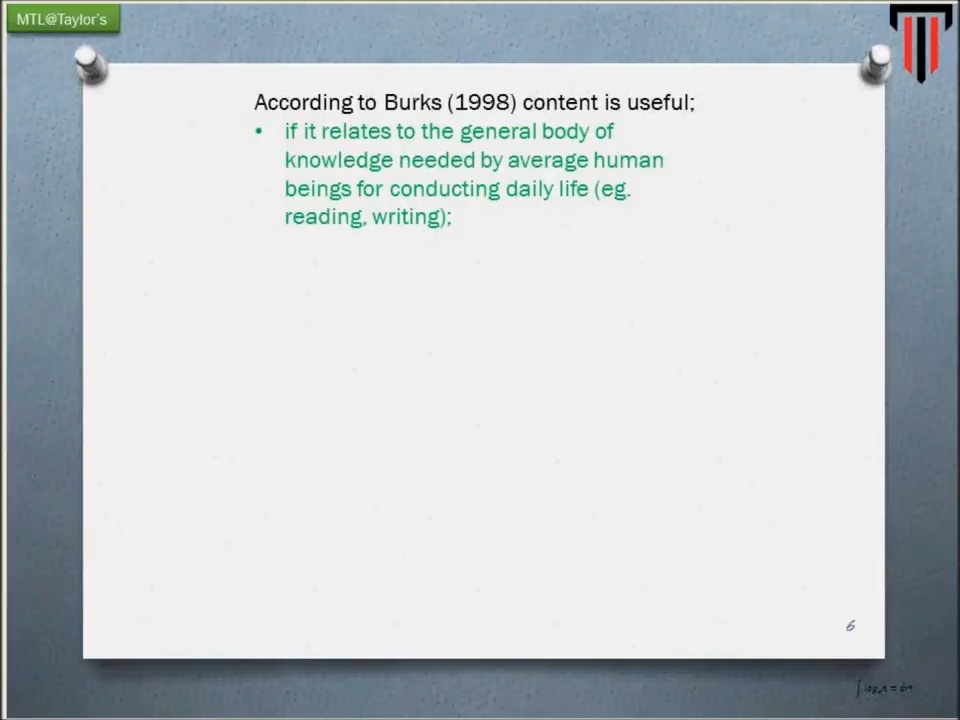 MTL@Taylor's
According to Burks (1998) content is useful;
• if it relates to the general body of
knowledge needed by average human
beings for conducting daily life (eg.
reading, writing);
6